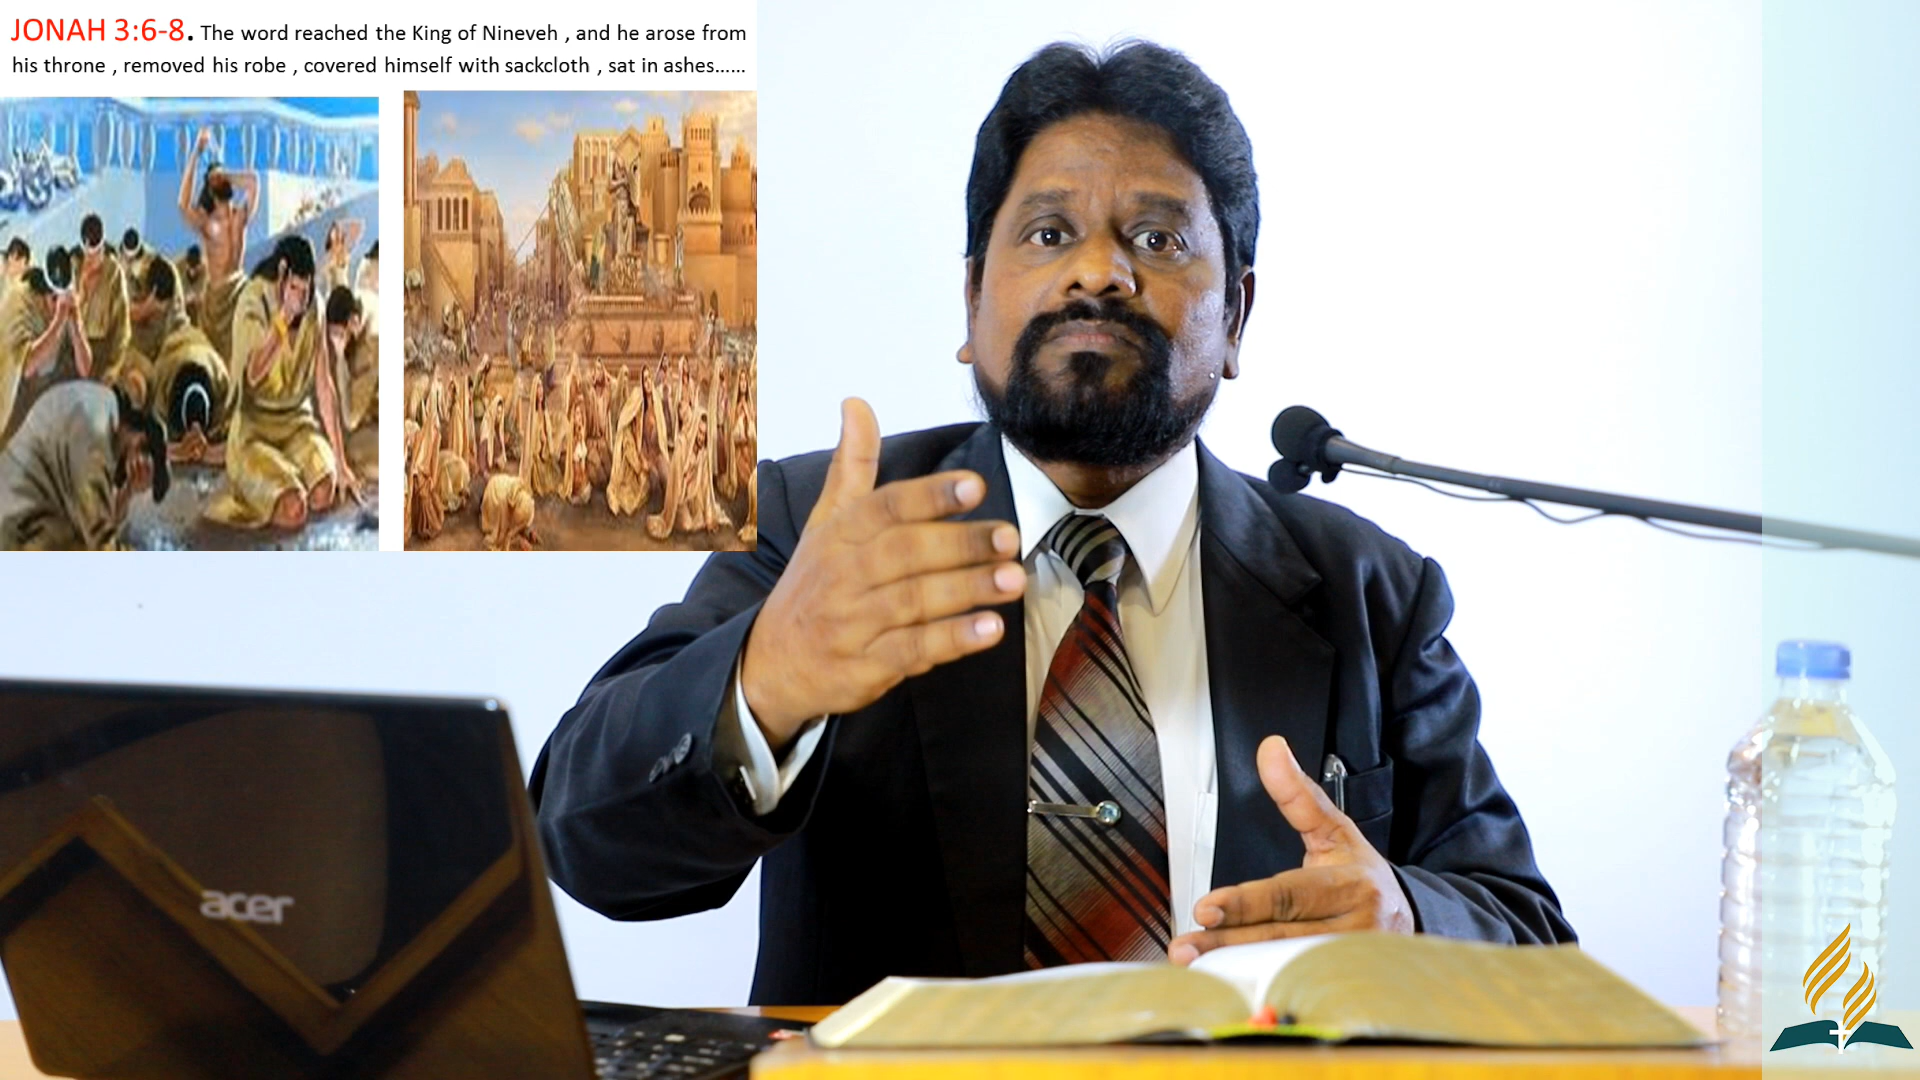 JONAH 3:6-8. The word reached the King of Nineveh , and he arose from
his throne , removed his robe , covered himself with sackcloth , sat in ashes......
acer